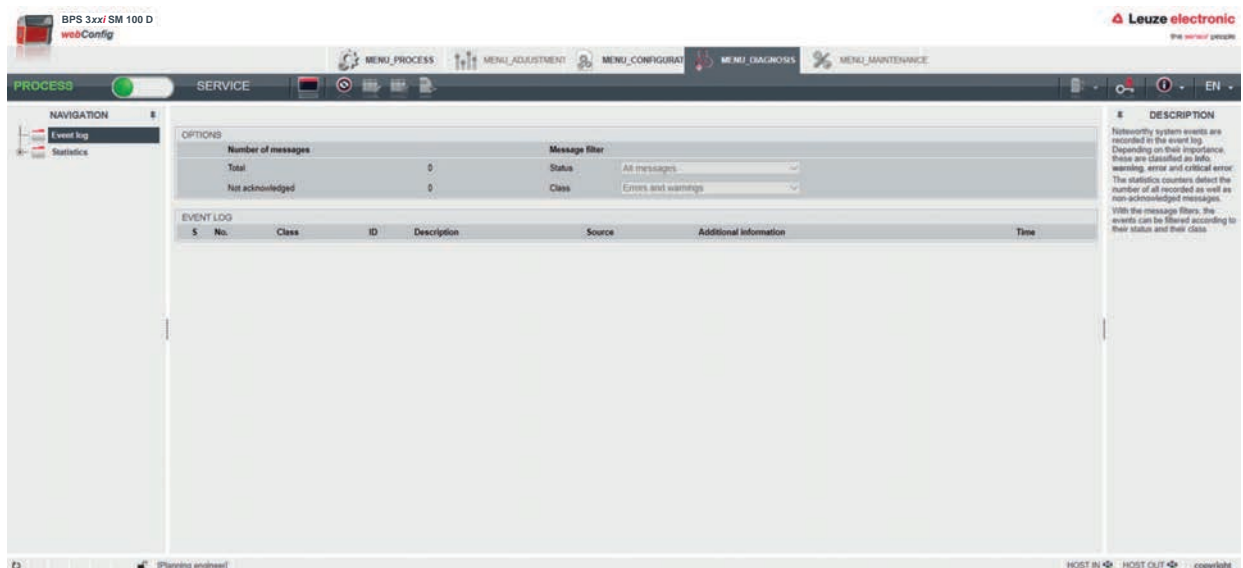 BPS 3xxi SM 100 D
webConfig
Leuze electronic
the sensor people
MENU_PROCESS
MENU_ADJUSTMENT
MENU_CONFIGURAT
MENU_DIAGNOSIS
MENU_MAINTENANCE
PROCESS
SERVICE
EN
NAVIGATION
Event log
Statistics
OPTIONS
Number of messages
Message filter
Total 0 Status All messages
Not acknowledged 0 Class Errors and warnings
EVENT LOG
S No. Class ID Description Source Additional information Time
DESCRIPTION
Noteworthy system events are
recorded in the event log.
Depending on their importance,
these are classified as Info,
warning, error and critical error.
The statistics counters detect the
number of all recorded as well as
non-acknowledged messages.
With the message filters, the
events can be filtered according to
their status and their class.
[Planning engineer]
HOST IN HOST OUT copyright